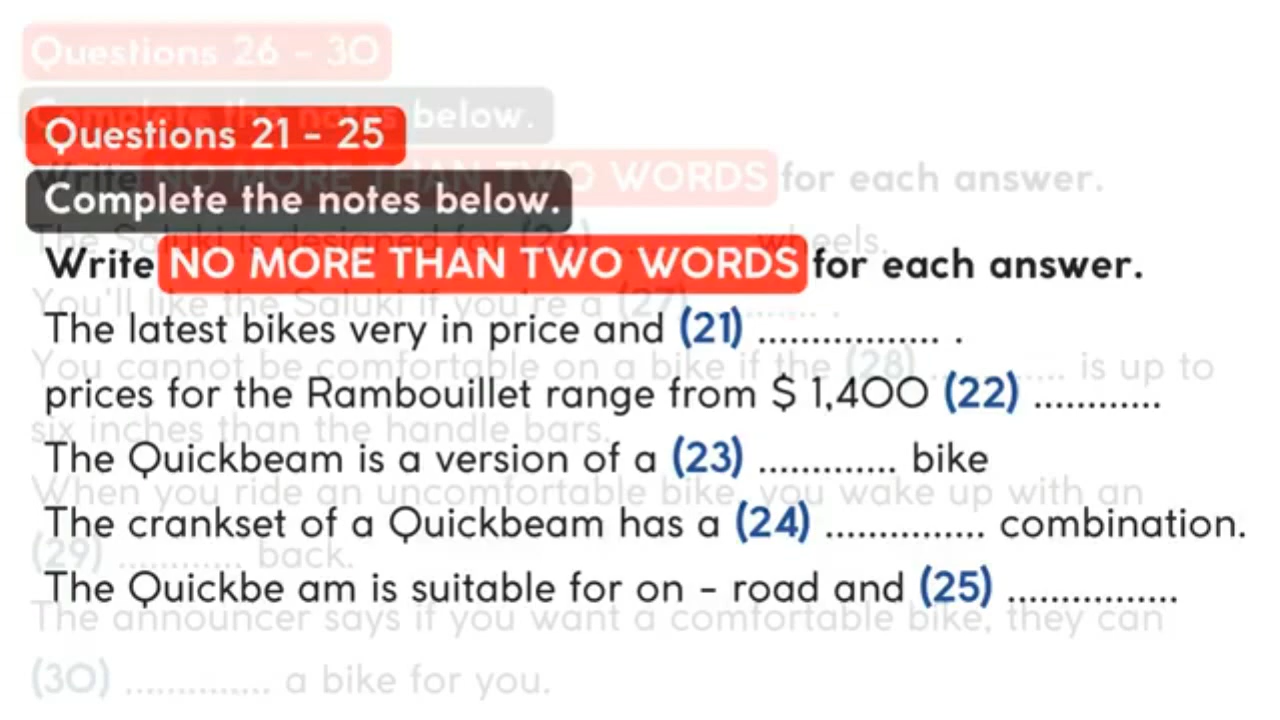 Questions 26 - 30
Complete the notes below.
Questions 21 - 25
Write NO MORE THAN TWO WORDS for each answer.
Complete the notes below.
The Saluki is designed for (26) .............. wheels.
Write NO MORE THAN TWO WORDS for each answer.
You'll like the Saluki if you're a (27) ............ .
The latest bikes very in price and (21) ................. .
You cannot be comfortable on a bike if the (28) ............ is up to
prices for the Rambouillet range from $ 1,400 (22) ............
six inches than the handle bars.
The Quickbeam is a version of a (23) ............. bike
When you ride an uncomfortable bike, you wake up with an
The crankset of a Quickbeam has a (24) ............... combination.
(29) ............ back.
The Quickbe am is suitable for on - road and (25) ................
The announcer says if you want a comfortable bike, they can
(30) .............. a bike for you.